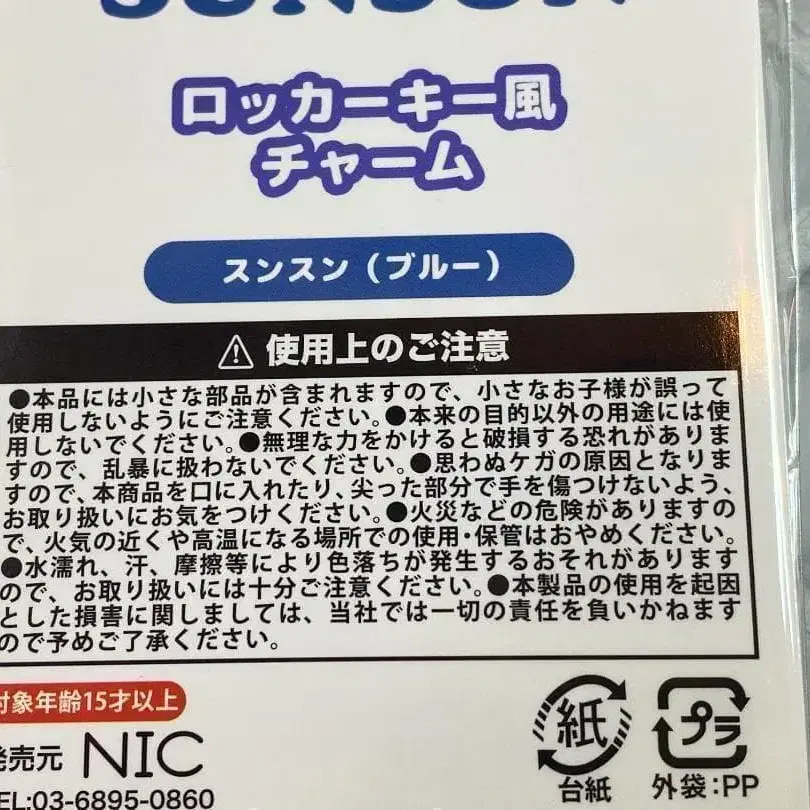 ロッカーキー風
チャーム
スンスン（ブルー）
使用上のご注意
●本品には小さな部品が含まれますので、小さなお子様が誤って
使用しないようにご注意ください。●本来の目的以外の用途には使
用しないでください。●無理な力をかけると破損する恐れがありま
すので、乱暴に扱わないでください。●思わぬケガの原因となりま
すので、本商品を口に入れたり、尖った部分で手を傷つけないよう、
お取り扱いにお気をつけください。●火災などの危険がありますの
で、火気の近くや高温になる場所での使用・保管はおやめください。
●水濡れ、汗、摩擦等により色落ちが発生するおそれがあります
ので、お取り扱いには十分ご注意ください。●本製品の使用を起因
とした損害に関しましては、当社では一切の責任を負いかねます
ので予めご了承ください。
対象年齢15才以上
発売元 NIC
TEL:03-6895-0860
紙
台紙
プラ
外袋:PP